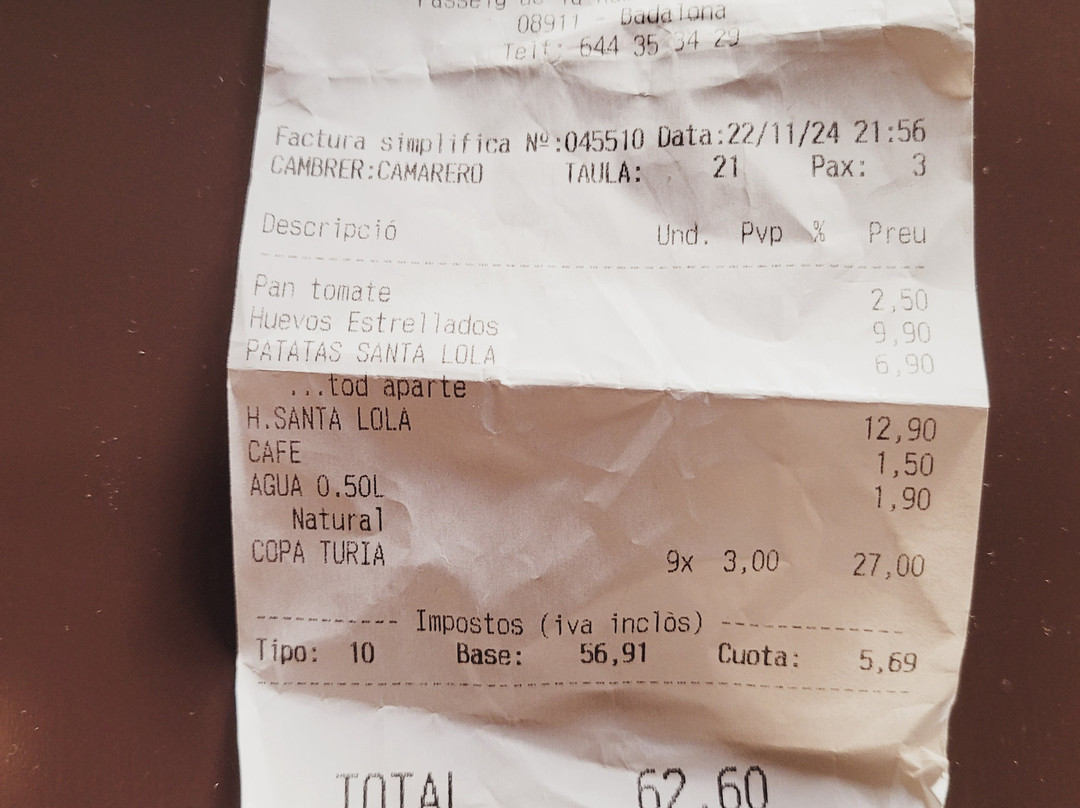 Passeig de
08911 - Badalona
Telf: 644 35 34 29
Factura simplifica Nº:045510 Data:22/11/24 21:56
CAMBRER:CAMARERO TAULA: 21 Pax: 3
Descripció Und. Pvp % Preu
Pan tomate 2,50
Huevos Estrellados 9,90
PATATAS SANTA LOLA 6,90
...tod aparte
H.SANTA LOLA 12,90
CAFE 1,50
AGUA 0.50L 1,90
Natural
COPA TURIA 9x 3,00 27,00
------------ Impostos (iva inclòs) ----------------
Tipo: 10 Base: 56,91 Cuota: 5,69
TOTAL 62,60